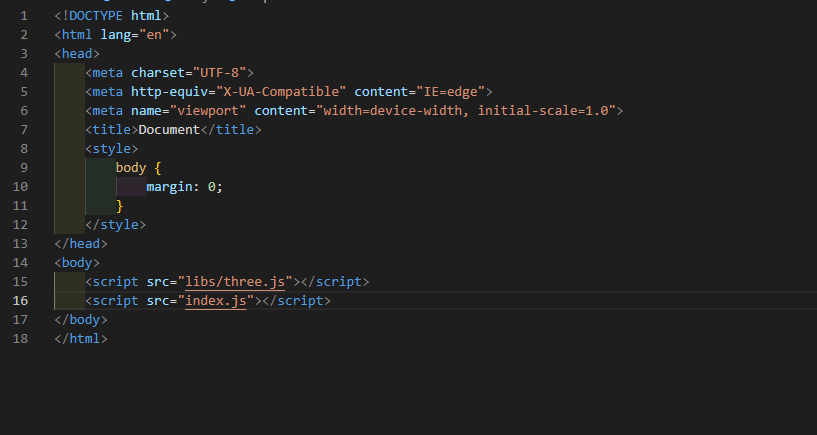 1 <!DOCTYPE html>
2 <html lang="en">
3 <head>
4     <meta charset="UTF-8">
5     <meta http-equiv="X-UA-Compatible" content="IE=edge">
6     <meta name="viewport" content="width=device-width, initial-scale=1.0">
7     <title>Document</title>
8     <style>
9         body {
10             margin: 0;
11         }
12     </style>
13 </head>
14 <body>
15     <script src="libs/three.js"></script>
16     <script src="index.js"></script>
17 </body>
18 </html>